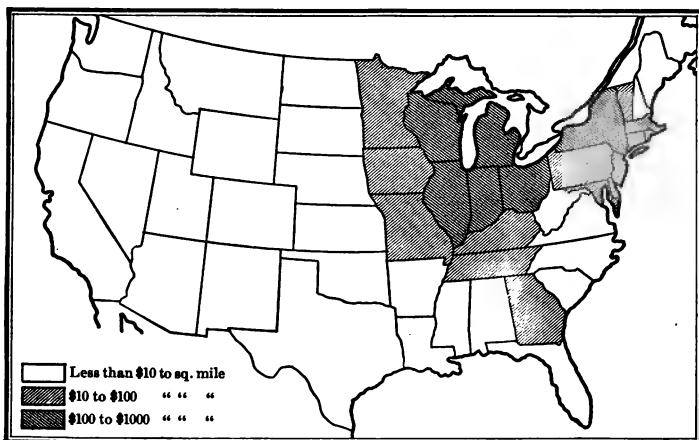 Less than $10 to sq. mile
$10 to $100 “ “ “
$100 to $1000 “ “ “